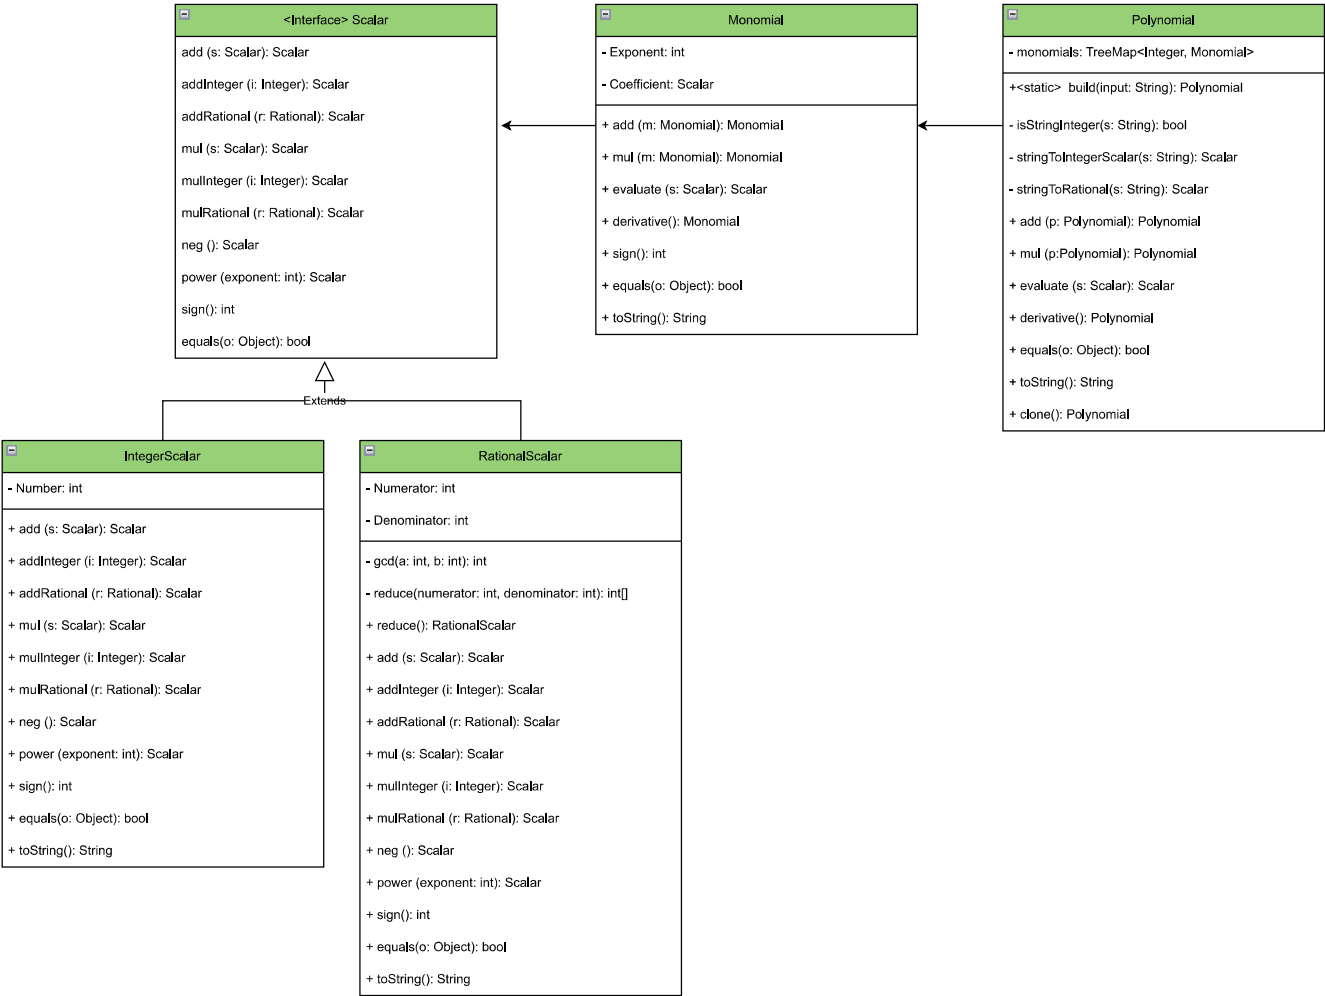 <Interface> Scalar
add (s: Scalar): Scalar
addInteger (i: Integer): Scalar
addRational (r: Rational): Scalar
mul (s: Scalar): Scalar
mulInteger (i: Integer): Scalar
mulRational (r: Rational): Scalar
neg (): Scalar
power (exponent: int): Scalar
sign(): int
equals(o: Object): bool
Monomial
- Exponent: int
- Coefficient: Scalar
+ add (m: Monomial): Monomial
+ mul (m: Monomial): Monomial
+ evaluate (s: Scalar): Scalar
+ derivative(): Monomial
+ sign(): int
+ equals(o: Object): bool
+ toString(): String
Polynomial
- monomials: TreeMap<Integer, Monomial>
+<static> build(input: String): Polynomial
- isStringInteger(s: String): bool
- stringToIntegerScalar(s: String): Scalar
- stringToRational(s: String): Scalar
+ add (p: Polynomial): Polynomial
+ mul (p:Polynomial): Polynomial
+ evaluate (s: Scalar): Scalar
+ derivative(): Polynomial
+ equals(o: Object): bool
+ toString(): String
+ clone(): Polynomial
Extends
IntegerScalar
- Number: int
+ add (s: Scalar): Scalar
+ addInteger (i: Integer): Scalar
+ addRational (r: Rational): Scalar
+ mul (s: Scalar): Scalar
+ mulInteger (i: Integer): Scalar
+ mulRational (r: Rational): Scalar
+ neg (): Scalar
+ power (exponent: int): Scalar
+ sign(): int
+ equals(o: Object): bool
+ toString(): String
RationalScalar
- Numerator: int
- Denominator: int
- gcd(a: int, b: int): int
- reduce(numerator: int, denominator: int): int[]
+ reduce(): RationalScalar
+ add (s: Scalar): Scalar
+ addInteger (i: Integer): Scalar
+ addRational (r: Rational): Scalar
+ mul (s: Scalar): Scalar
+ mulInteger (i: Integer): Scalar
+ mulRational (r: Rational): Scalar
+ neg (): Scalar
+ power (exponent: int): Scalar
+ sign(): int
+ equals(o: Object): bool
+ toString(): String